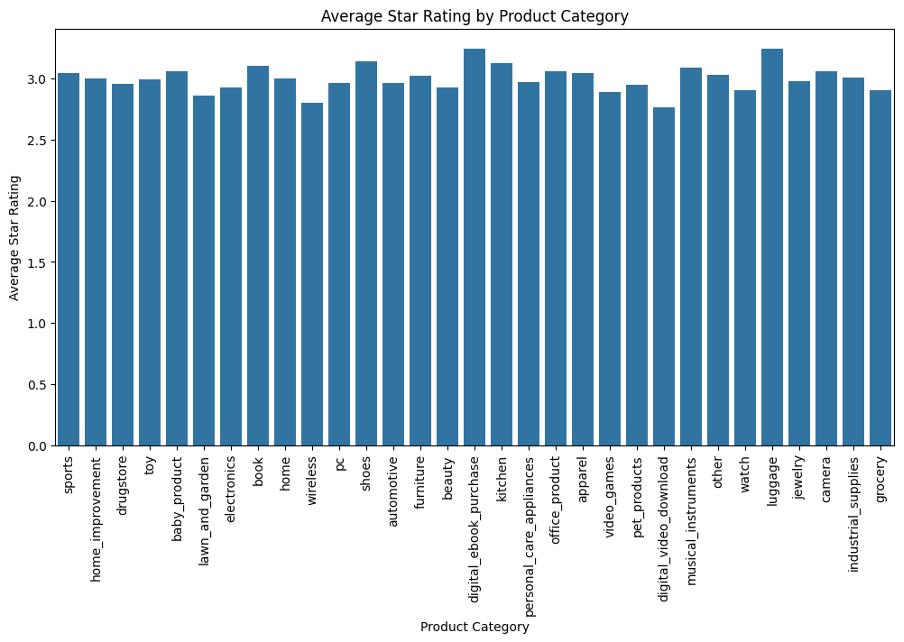 Average Star Rating by Product Category
Average Star Rating
3.0
2.5
2.0
1.5
1.0
0.5
0.0
sports
home_improvement
drugstore
toy
baby_product
lawn_and_garden
electronics
book
home
wireless
pc
shoes
automotive
furniture
beauty
digital_ebook_purchase
kitchen
personal_care_appliances
office_product
apparel
video_games
pet_products
digital_video_download
musical_instruments
other
watch
luggage
jewelry
camera
industrial_supplies
grocery
Product Category